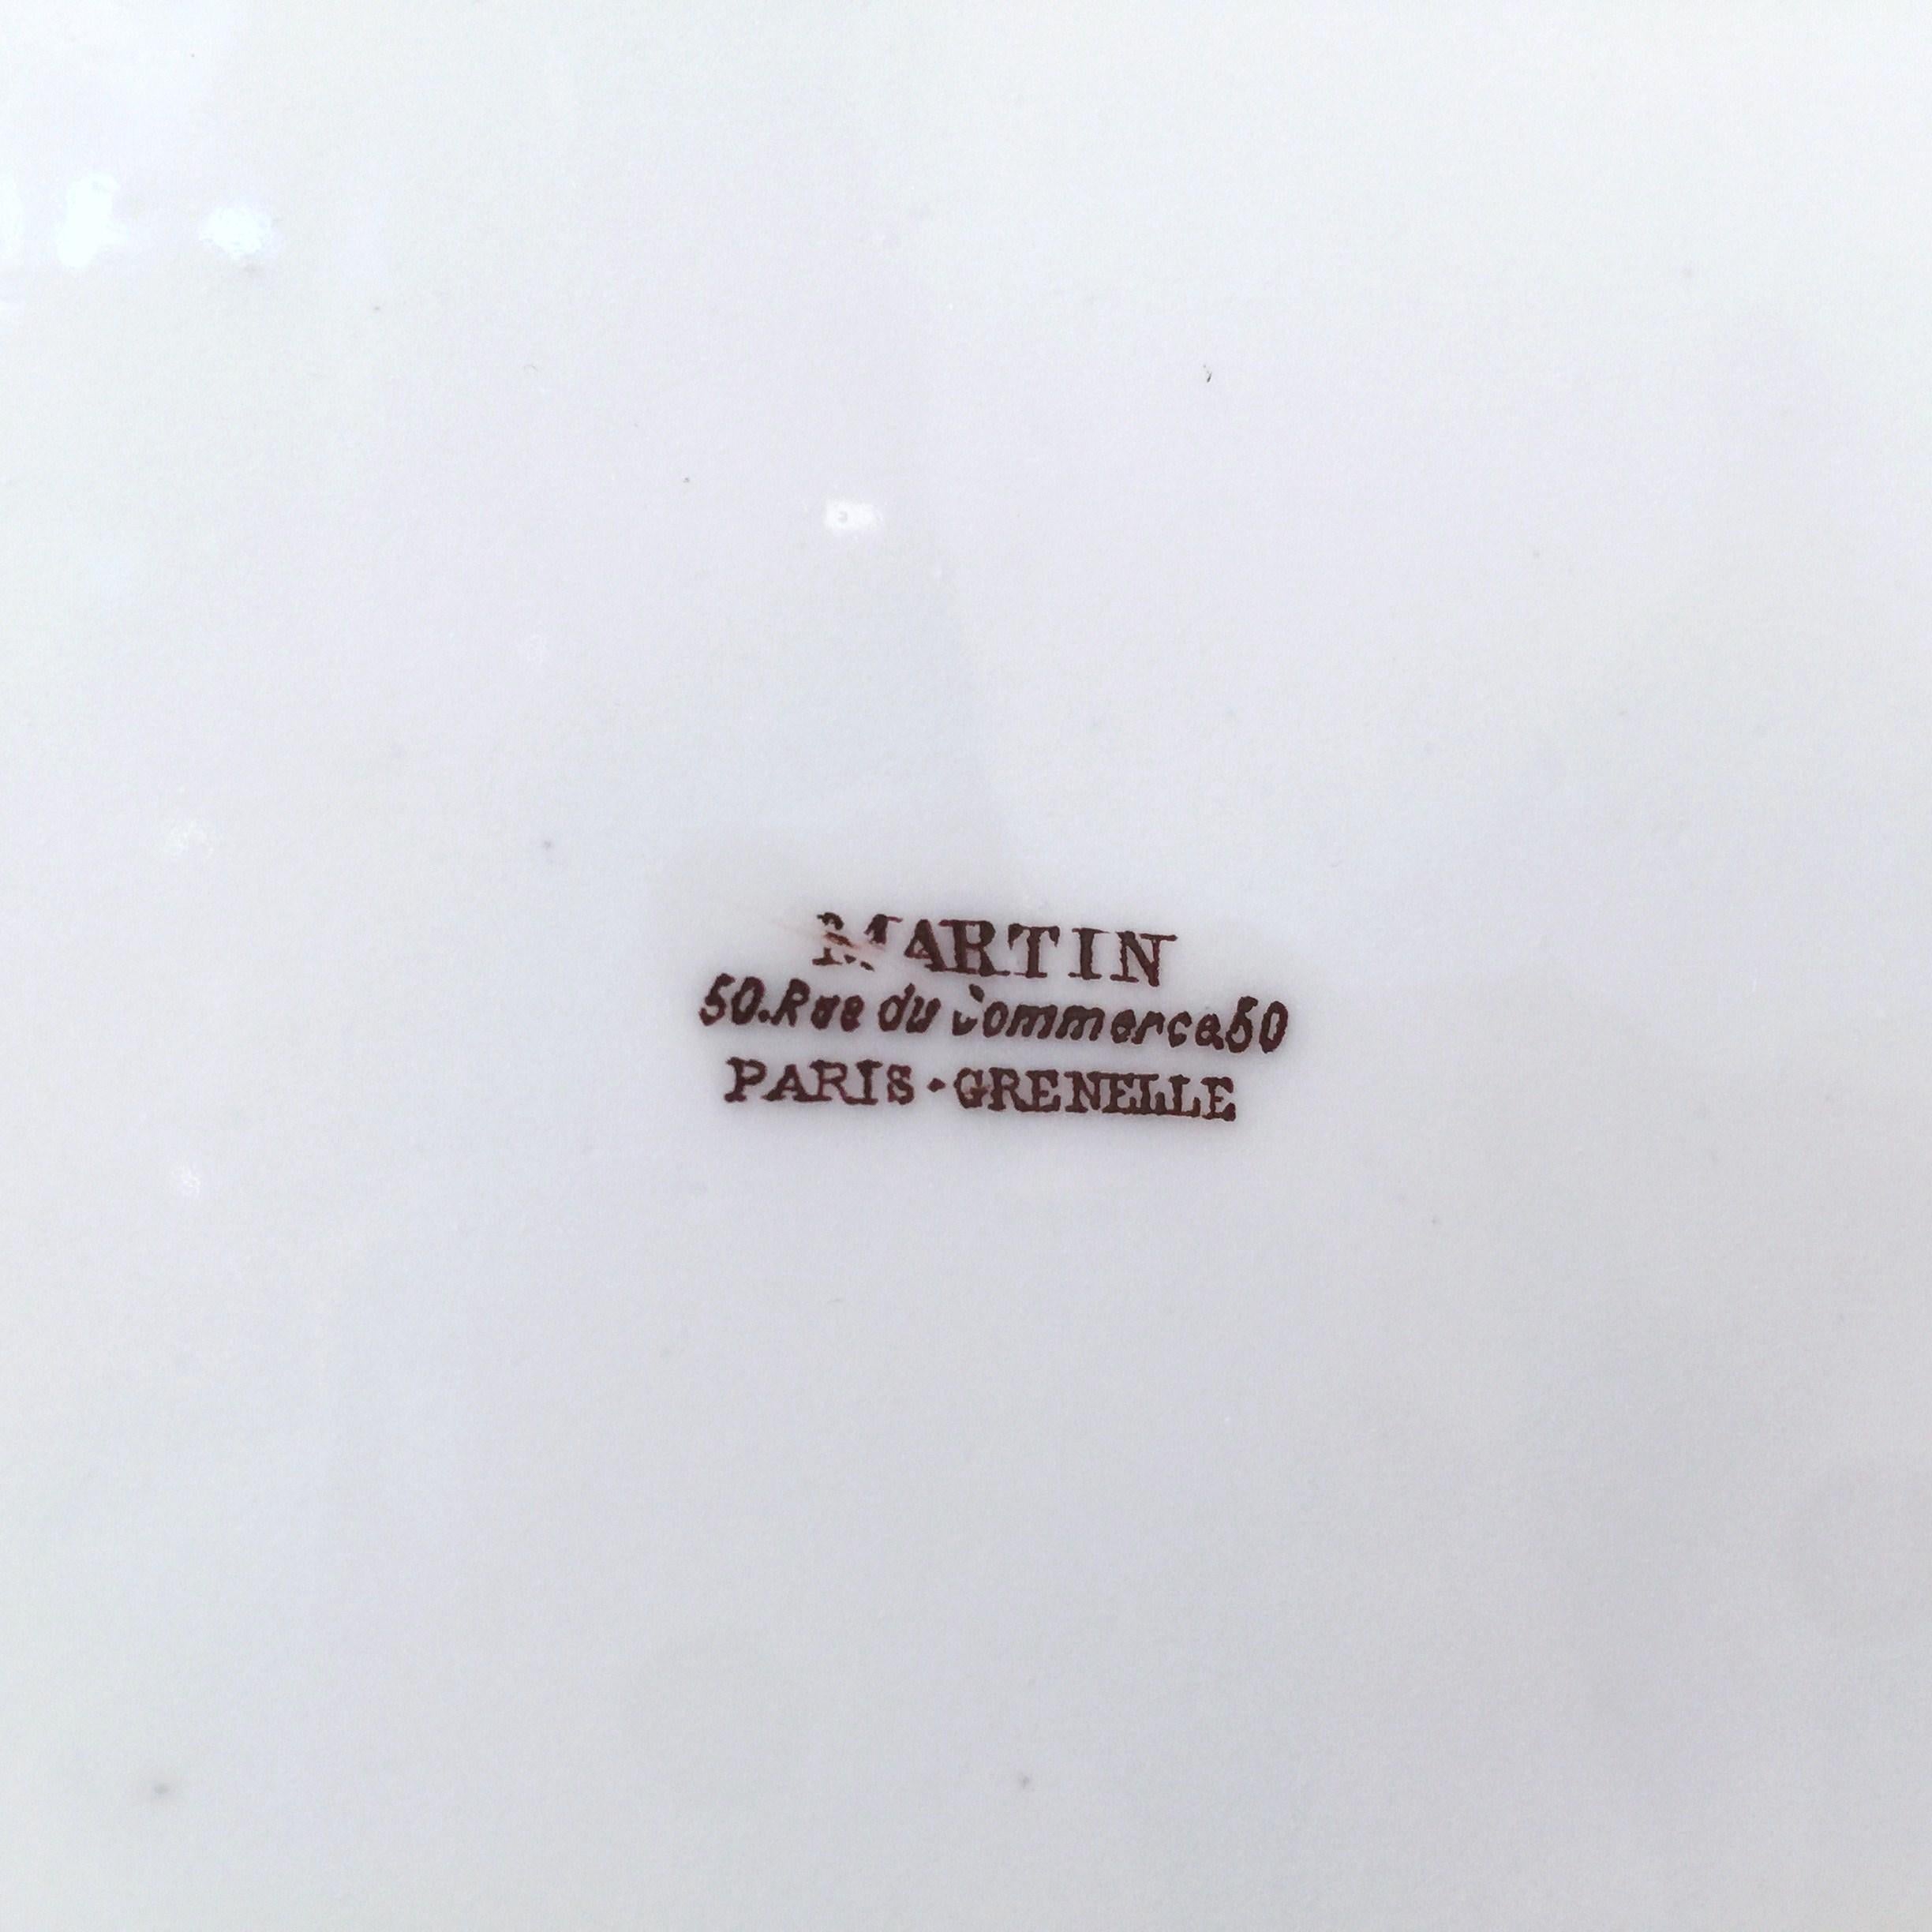 MARTIN
50. Rue du Commerce 50
PARIS - GRENELLE